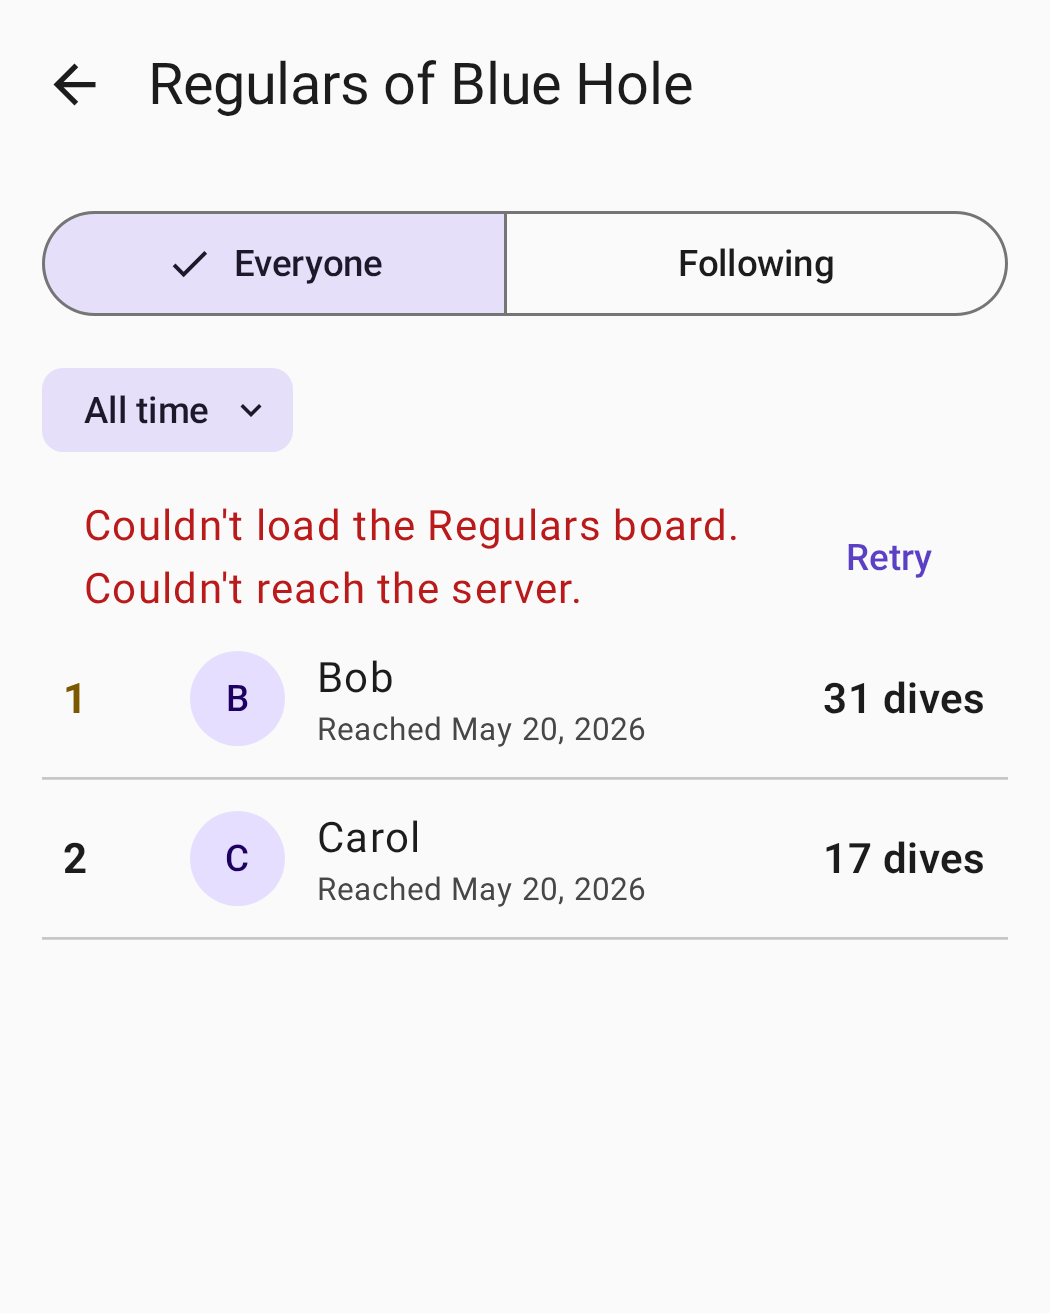 Regulars of Blue Hole
Everyone
Following
All time
Couldn't load the Regulars board.
Couldn't reach the server.
Retry
1
B
Bob
Reached May 20, 2026
31 dives
2
C
Carol
Reached May 20, 2026
17 dives